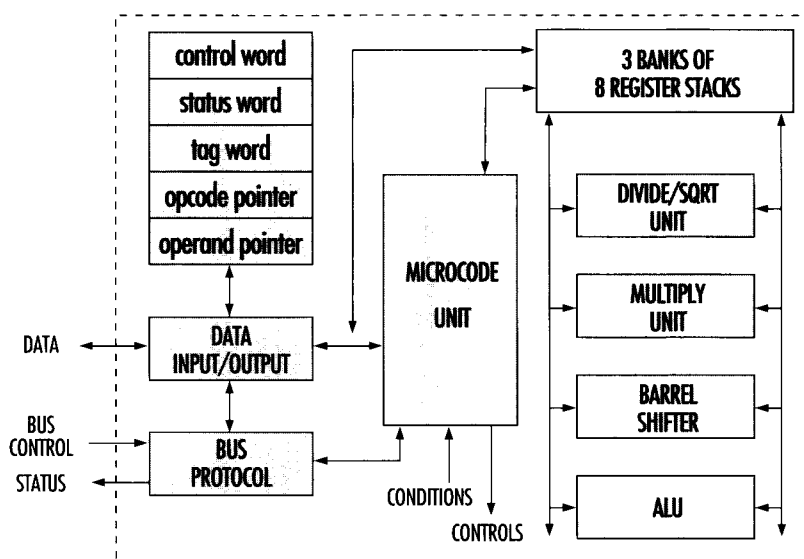 control word
status word
tag word
opcode pointer
operand pointer
DATA
INPUT/OUTPUT
BUS
PROTOCOL
DATA
BUS
CONTROL
STATUS
MICROCODE
UNIT
CONDITIONS
CONTROLS
3 BANKS OF
8 REGISTER STACKS
DIVIDE/SQRT
UNIT
MULTIPLY
UNIT
BARREL
SHIFTER
ALU